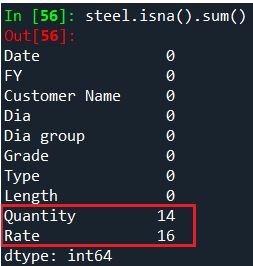 In [56]: steel.isna().sum()
Out[56]:
Date 0
FY 0
Customer Name 0
Dia 0
Dia group 0
Grade 0
Type 0
Length 0
Quantity 14
Rate 16
dtype: int64